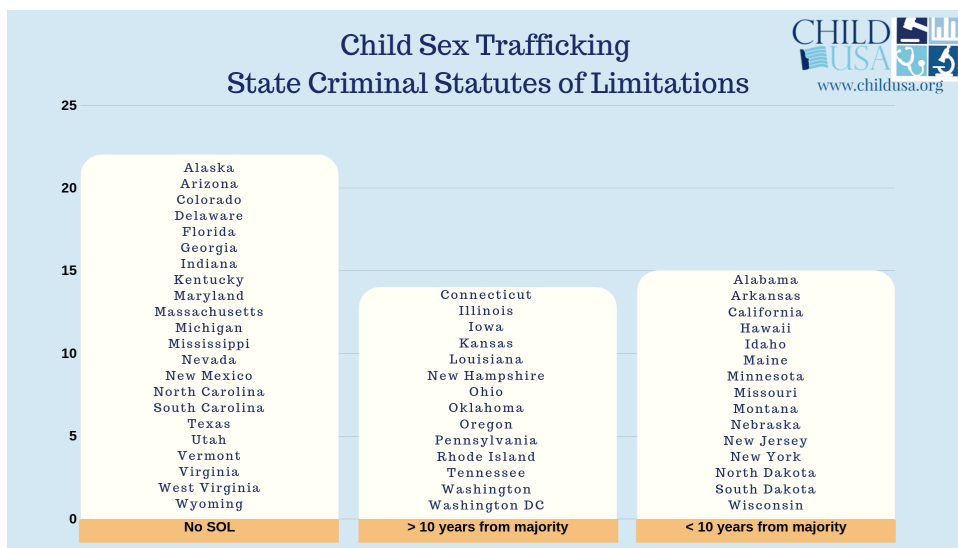 Child Sex Trafficking
State Criminal Statutes of Limitations
CHILD
USA
www.childusa.org
25
20
15
10
5
0
Alaska
Arizona
Colorado
Delaware
Florida
Georgia
Indiana
Kentucky
Maryland
Massachusetts
Michigan
Mississippi
Nevada
New Mexico
North Carolina
South Carolina
Texas
Utah
Vermont
Virginia
West Virginia
Wyoming
No SOL
Connecticut
Illinois
Iowa
Kansas
Louisiana
New Hampshire
Ohio
Oklahoma
Oregon
Pennsylvania
Rhode Island
Tennessee
Washington
Washington DC
> 10 years from majority
Alabama
Arkansas
California
Hawaii
Idaho
Maine
Minnesota
Missouri
Montana
Nebraska
New Jersey
New York
North Dakota
South Dakota
Wisconsin
< 10 years from majority